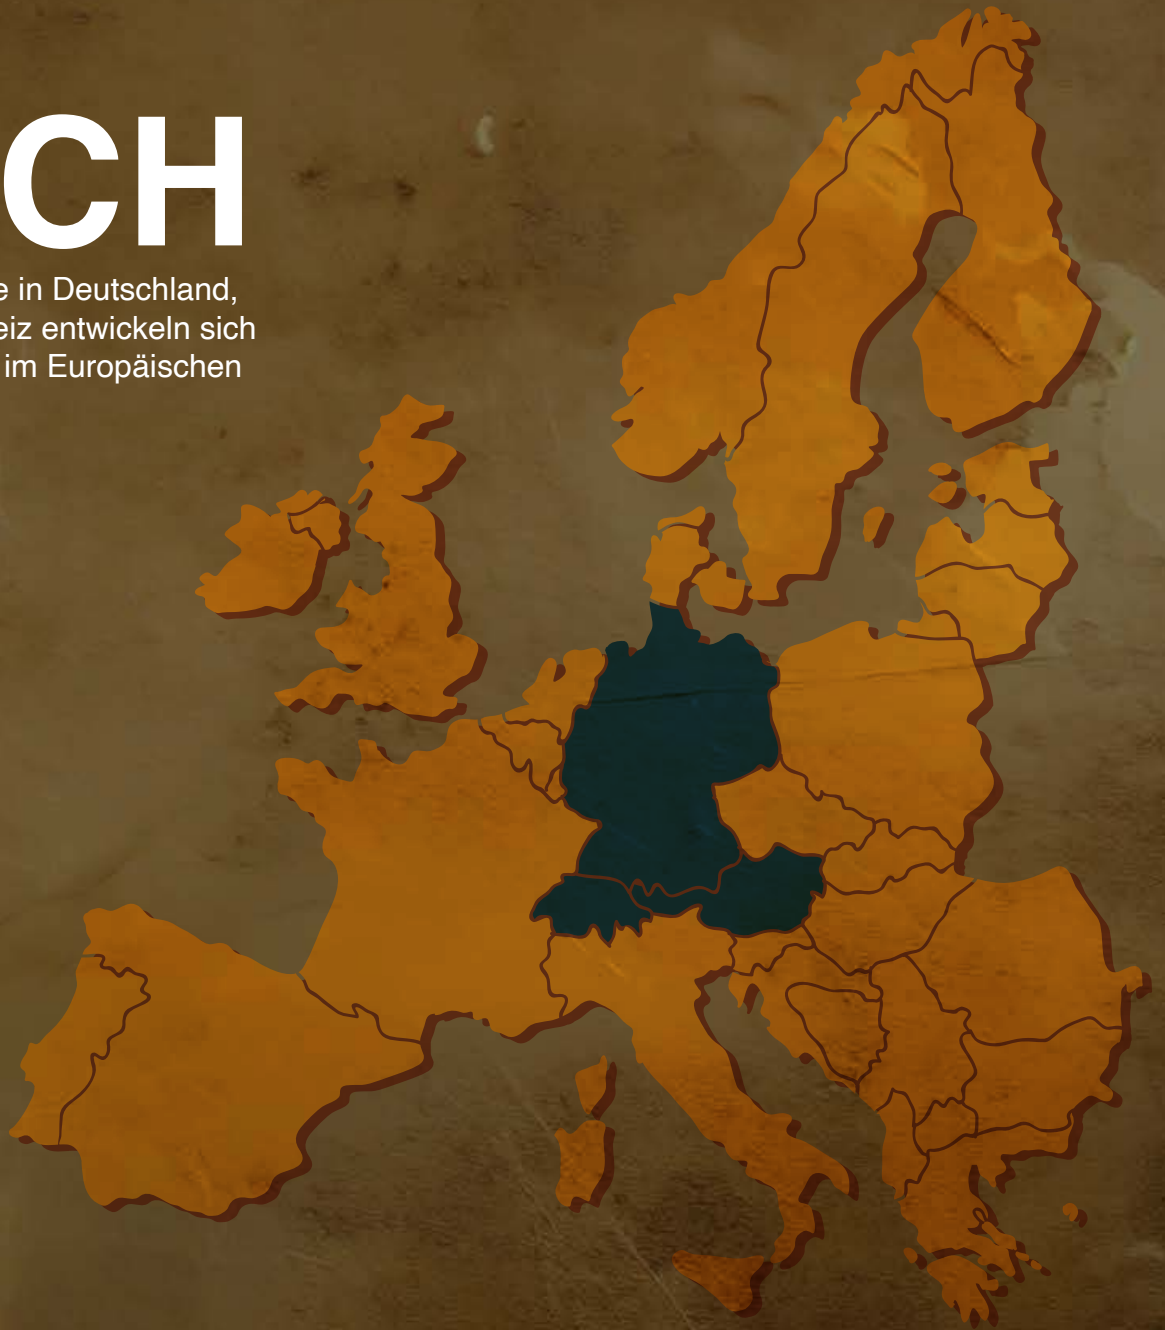 CH
e in Deutschland,
eiz entwickeln sich
im Europäischen